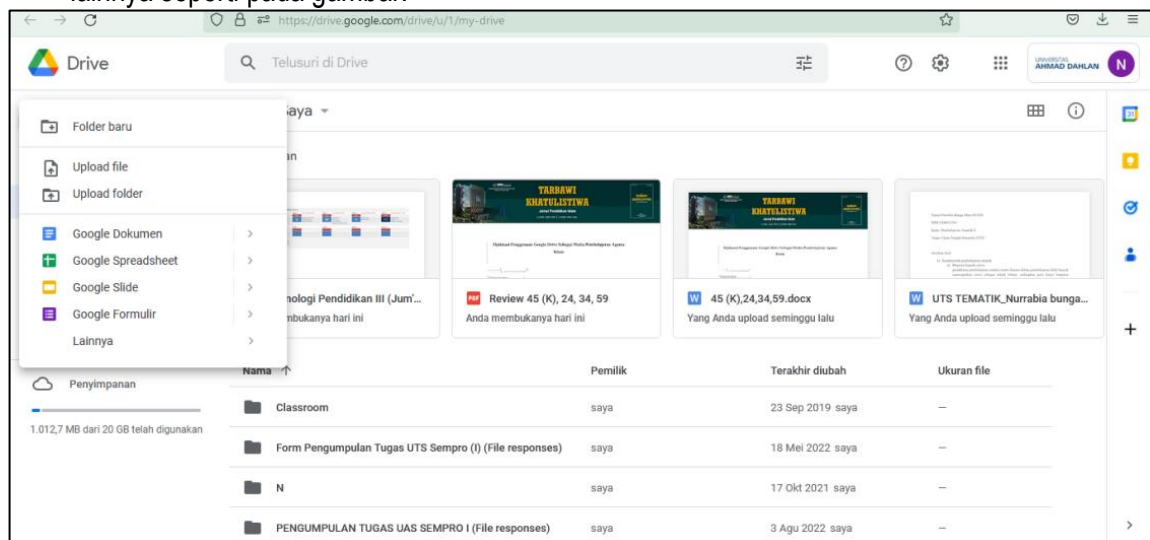 lainnya seperti pada gambar.
https://drive.google.com/drive/u/1/my-drive
Drive
Telusuri di Drive
UNIVERSITAS
AHMAD DAHLAN
N
Folder baru
Upload file
Upload folder
Google Dokumen
Google Spreadsheet
Google Slide
Google Formulir
Lainnya
Penyimpanan
1.012,7 MB dari 20 GB telah digunakan
aya
an
TARBAWI
KHATULISTIWA
TARBAWI
KHATULISTIWA
nologi Pendidikan III (Jum'...
mbukanya hari ini
PDF
Review 45 (K), 24, 34, 59
Anda membukanya hari ini
W
45 (K),24,34,59.docx
Yang Anda upload seminggu lalu
W
UTS TEMATIK_Nurrabia bunga...
Yang Anda upload seminggu lalu
31
Nama Pemilik Terakhir diubah Ukuran file
Classroom saya 23 Sep 2019 saya —
Form Pengumpulan Tugas UTS Sempro (I) (File responses) saya 18 Mei 2022 saya —
N saya 17 Okt 2021 saya —
PENGUMPULAN TUGAS UAS SEMPRO I (File responses) saya 3 Agu 2022 saya —